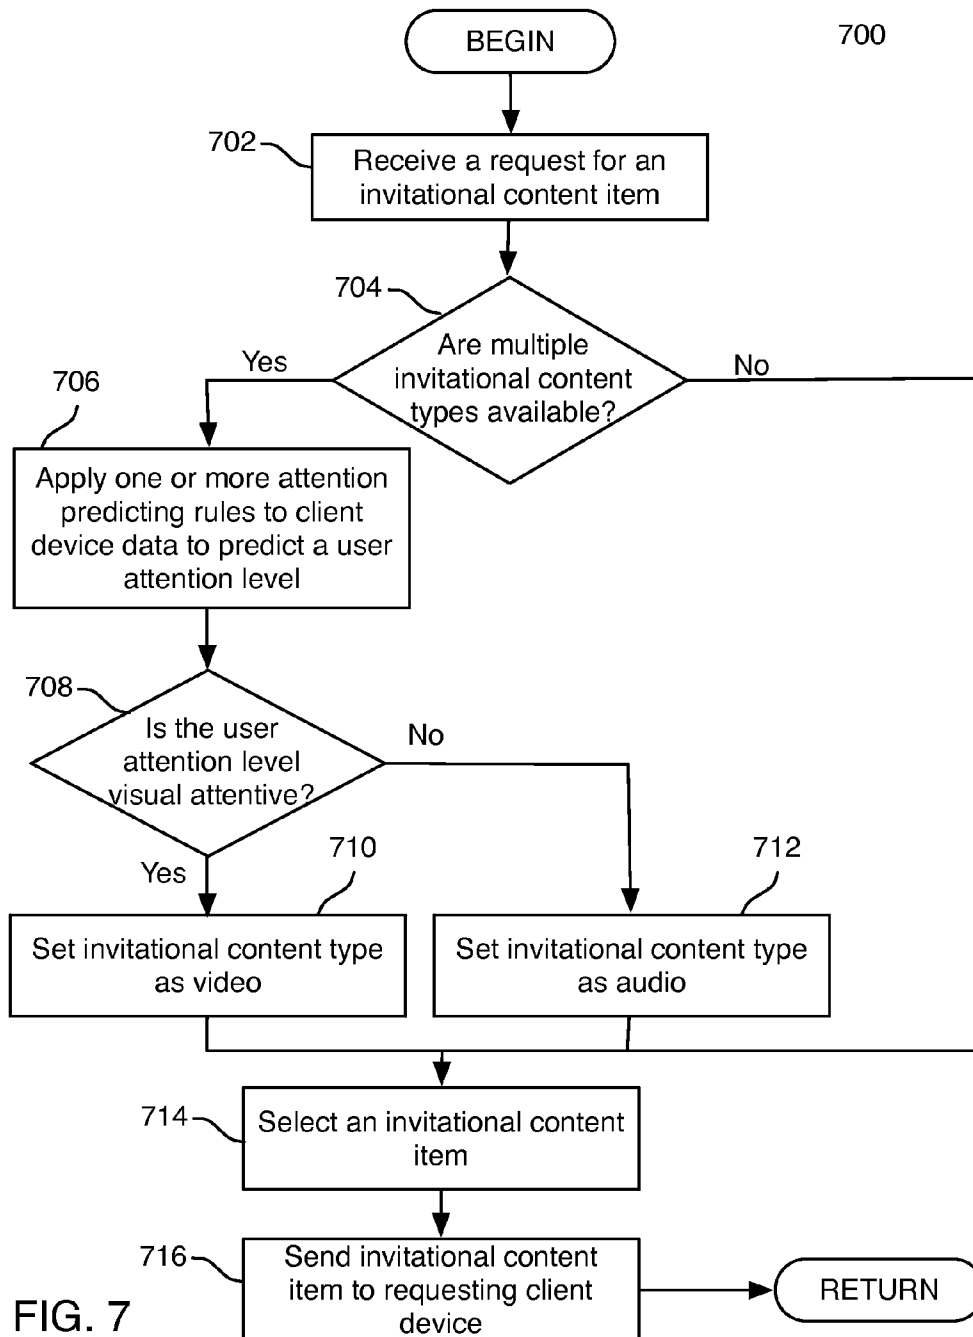 BEGIN
700
702
Receive a request for an
invitational content item
704
Are multiple
invitational content
types available?
Yes
No
706
Apply one or more attention
predicting rules to client
device data to predict a user
attention level
708
Is the user
attention level
visual attentive?
No
Yes
710
712
Set invitational content type
as video
Set invitational content type
as audio
714
Select an invitational content
item
716
Send invitational content
item to requesting client
device
RETURN
FIG. 7